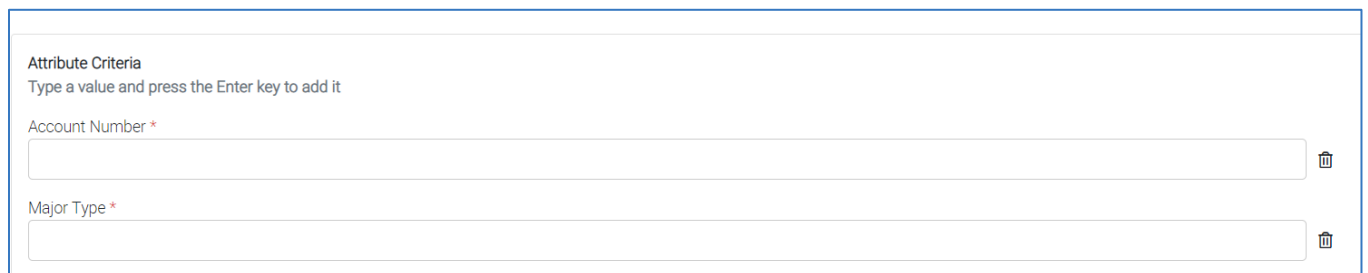 Attribute Criteria
Type a value and press the Enter key to add it
Account Number *
Major Type *